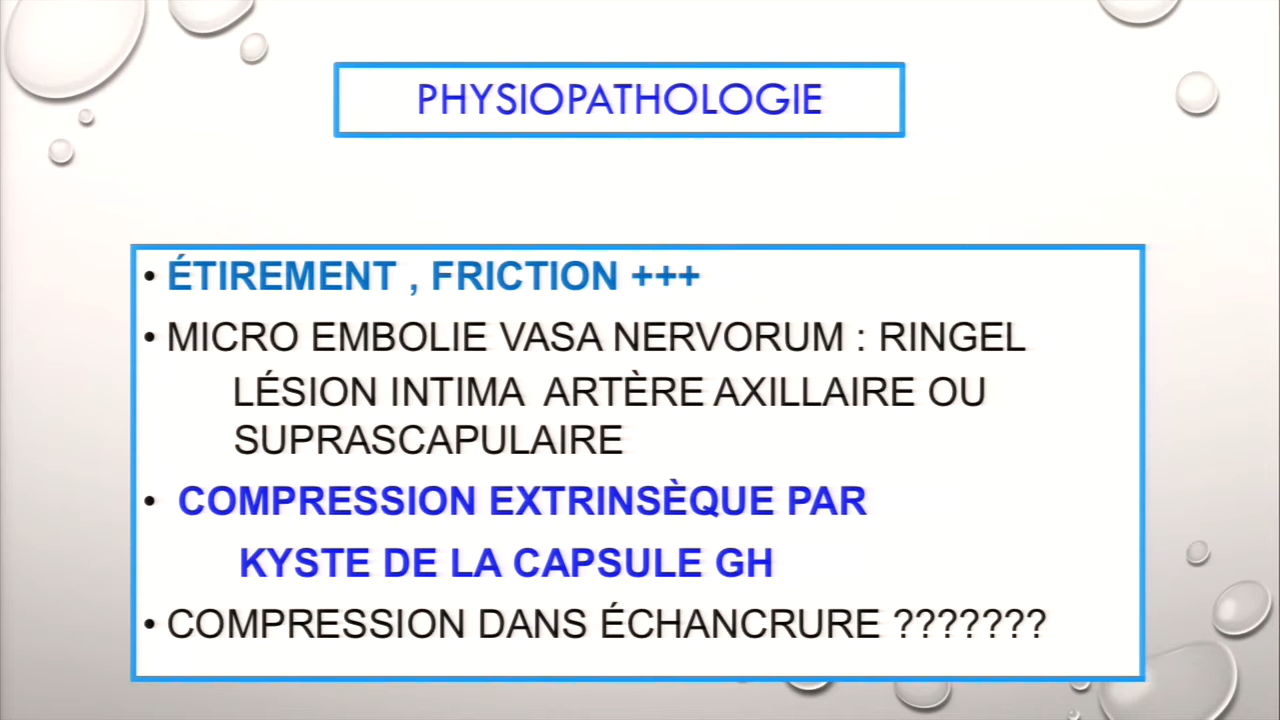 PHYSIOPATHOLOGIE
• ÉTIREMENT , FRICTION +++
• MICRO EMBOLIE VASA NERVORUM : RINGEL
LÉSION INTIMA ARTÈRE AXILLAIRE OU
SUPRASCAPULAIRE
• COMPRESSION EXTRINSÈQUE PAR
KYSTE DE LA CAPSULE GH
• COMPRESSION DANS ÉCHANCRURE ???????